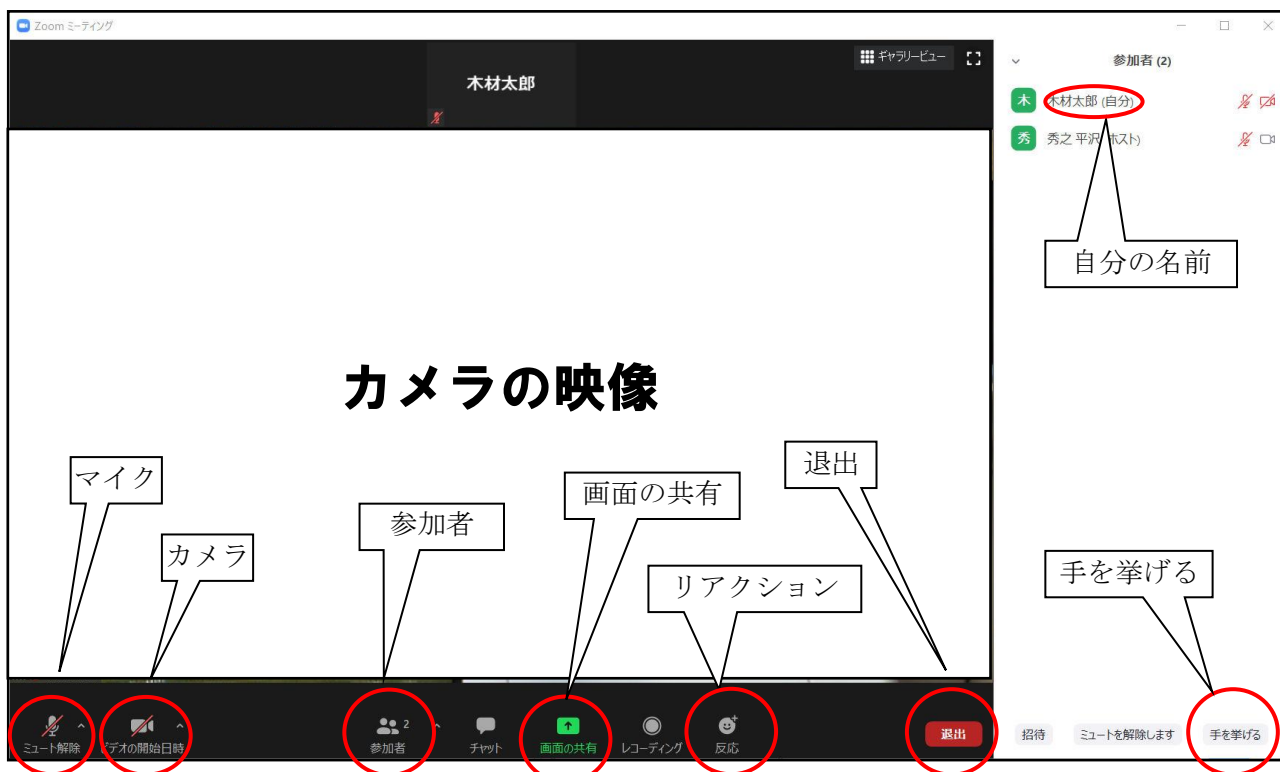 Zoom ミーティング
ギャラリービュー
木材太郎
参加者 (2)
木 木材太郎 (自分)
秀 秀之 平沢 ホスト)
自分の名前
カメラの映像
マイク
カメラ
参加者
画面の共有
リアクション
退出
手を挙げる
ミュート解除
ビデオの開始日時
2
参加者
チャット
画面の共有
レコーディング
反応
退出
招待
ミュートを解除します
手を挙げる